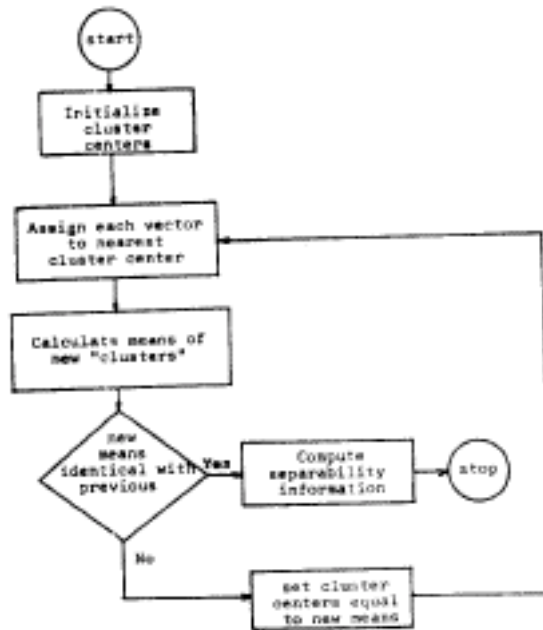 start
Initialize
cluster
centers
Assign each vector
to nearest
cluster center
Calculate means of
new "clusters"
new
means
identical with
previous
Yes
Compute
separability
information
stop
No
set cluster
centers equal
to new means